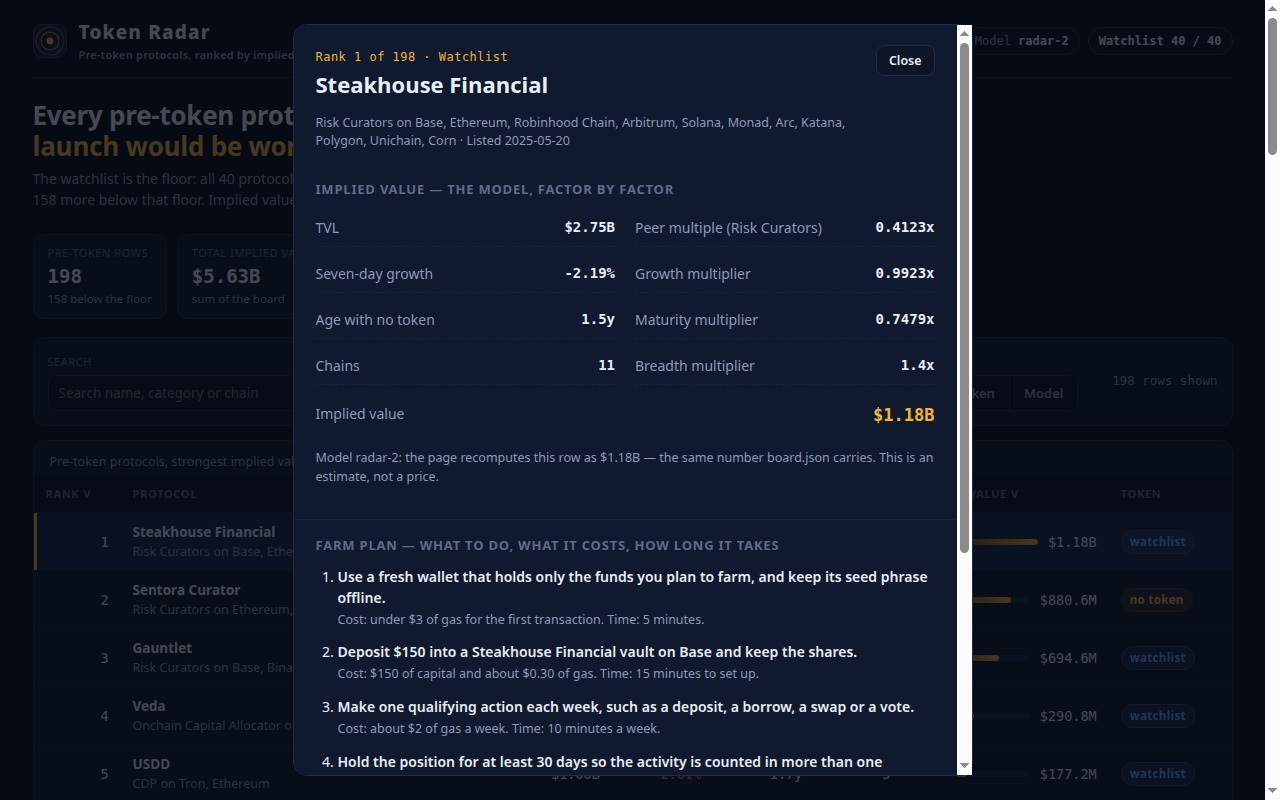 Token Radar
Pre-token protocols, ranked by implied
Model radar-2
Watchlist 40 / 40
Every pre-token prot
launch would be wor
The watchlist is the floor: all 40 protocol
158 more below that floor. Implied value
PRE-TOKEN ROWS
198
158 below the floor
TOTAL IMPLIED VA
$5.63B
sum of the board
SEARCH
Search name, category or chain
ken
Model
198 rows shown
Pre-token protocols, strongest implied val
RANK V
PROTOCOL
VALUE V
TOKEN
1
Steakhouse Financial
Risk Curators on Base, Ethe
$1.18B
watchlist
2
Sentora Curator
Risk Curators on Ethereum,
$880.6M
no token
3
Gauntlet
Risk Curators on Base, Bina
$694.6M
watchlist
4
Veda
Onchain Capital Allocator o
$290.8M
watchlist
5
USDD
CDP on Tron, Ethereum
$177.2M
watchlist
Rank 1 of 198 · Watchlist
Close
Steakhouse Financial
Risk Curators on Base, Ethereum, Robinhood Chain, Arbitrum, Solana, Monad, Arc, Katana,
Polygon, Unichain, Corn · Listed 2025-05-20
IMPLIED VALUE — THE MODEL, FACTOR BY FACTOR
TVL $2.75B
Peer multiple (Risk Curators) 0.4123x
Seven-day growth -2.19%
Growth multiplier 0.9923x
Age with no token 1.5y
Maturity multiplier 0.7479x
Chains 11
Breadth multiplier 1.4x
Implied value $1.18B
Model radar-2: the page recomputes this row as $1.18B — the same number board.json carries. This is an
estimate, not a price.
FARM PLAN — WHAT TO DO, WHAT IT COSTS, HOW LONG IT TAKES
1. Use a fresh wallet that holds only the funds you plan to farm, and keep its seed phrase
offline.
Cost: under $3 of gas for the first transaction. Time: 5 minutes.
2. Deposit $150 into a Steakhouse Financial vault on Base and keep the shares.
Cost: $150 of capital and about $0.30 of gas. Time: 15 minutes to set up.
3. Make one qualifying action each week, such as a deposit, a borrow, a swap or a vote.
Cost: about $2 of gas a week. Time: 10 minutes a week.
4. Hold the position for at least 30 days so the activity is counted in more than one